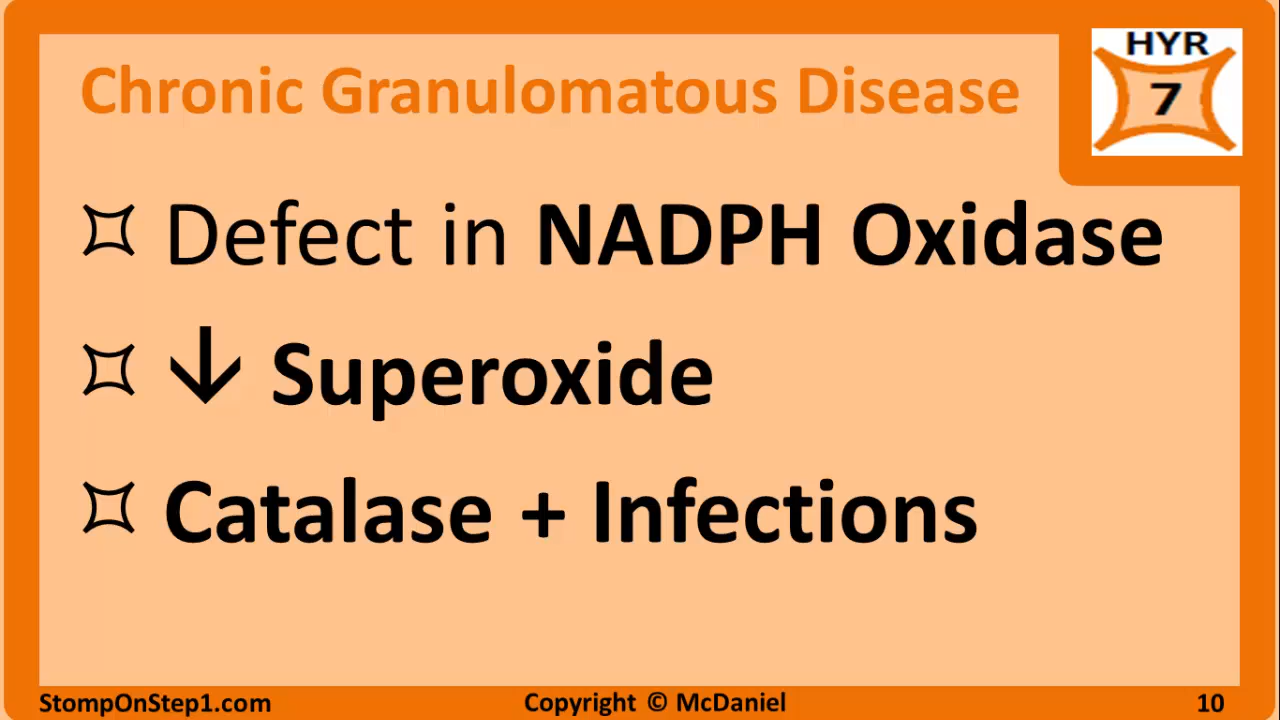 Chronic Granulomatous Disease
HYR
7
Defect in NADPH Oxidase
↓ Superoxide
Catalase + Infections
StompOnStep1.com
Copyright © McDaniel
10